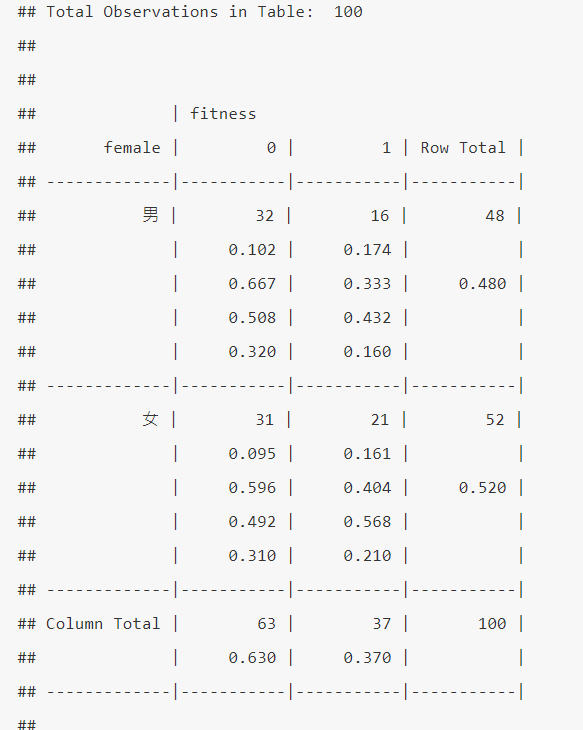 ## Total Observations in Table:  100
##
##
##              | fitness
##       female |         0 |         1 | Row Total |
## -------------|-----------|-----------|-----------|
##           男 |        32 |        16 |        48 |
##              |     0.102 |     0.174 |           |
##              |     0.667 |     0.333 |     0.480 |
##              |     0.508 |     0.432 |           |
##              |     0.320 |     0.160 |           |
## -------------|-----------|-----------|-----------|
##           女 |        31 |        21 |        52 |
##              |     0.095 |     0.161 |           |
##              |     0.596 |     0.404 |     0.520 |
##              |     0.492 |     0.568 |           |
##              |     0.310 |     0.210 |           |
## -------------|-----------|-----------|-----------|
## Column Total |        63 |        37 |       100 |
##              |     0.630 |     0.370 |           |
## -------------|-----------|-----------|-----------|
##